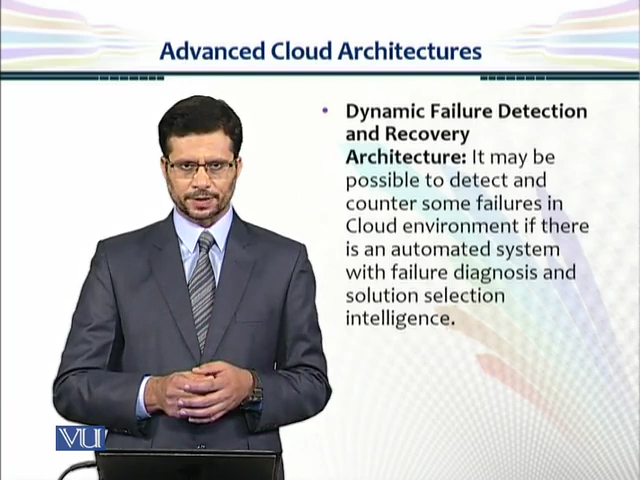 Advanced Cloud Architectures
• Dynamic Failure Detection
and Recovery
Architecture: It may be
possible to detect and
counter some failures in
Cloud environment if there
is an automated system
with failure diagnosis and
solution selection
intelligence.
VU